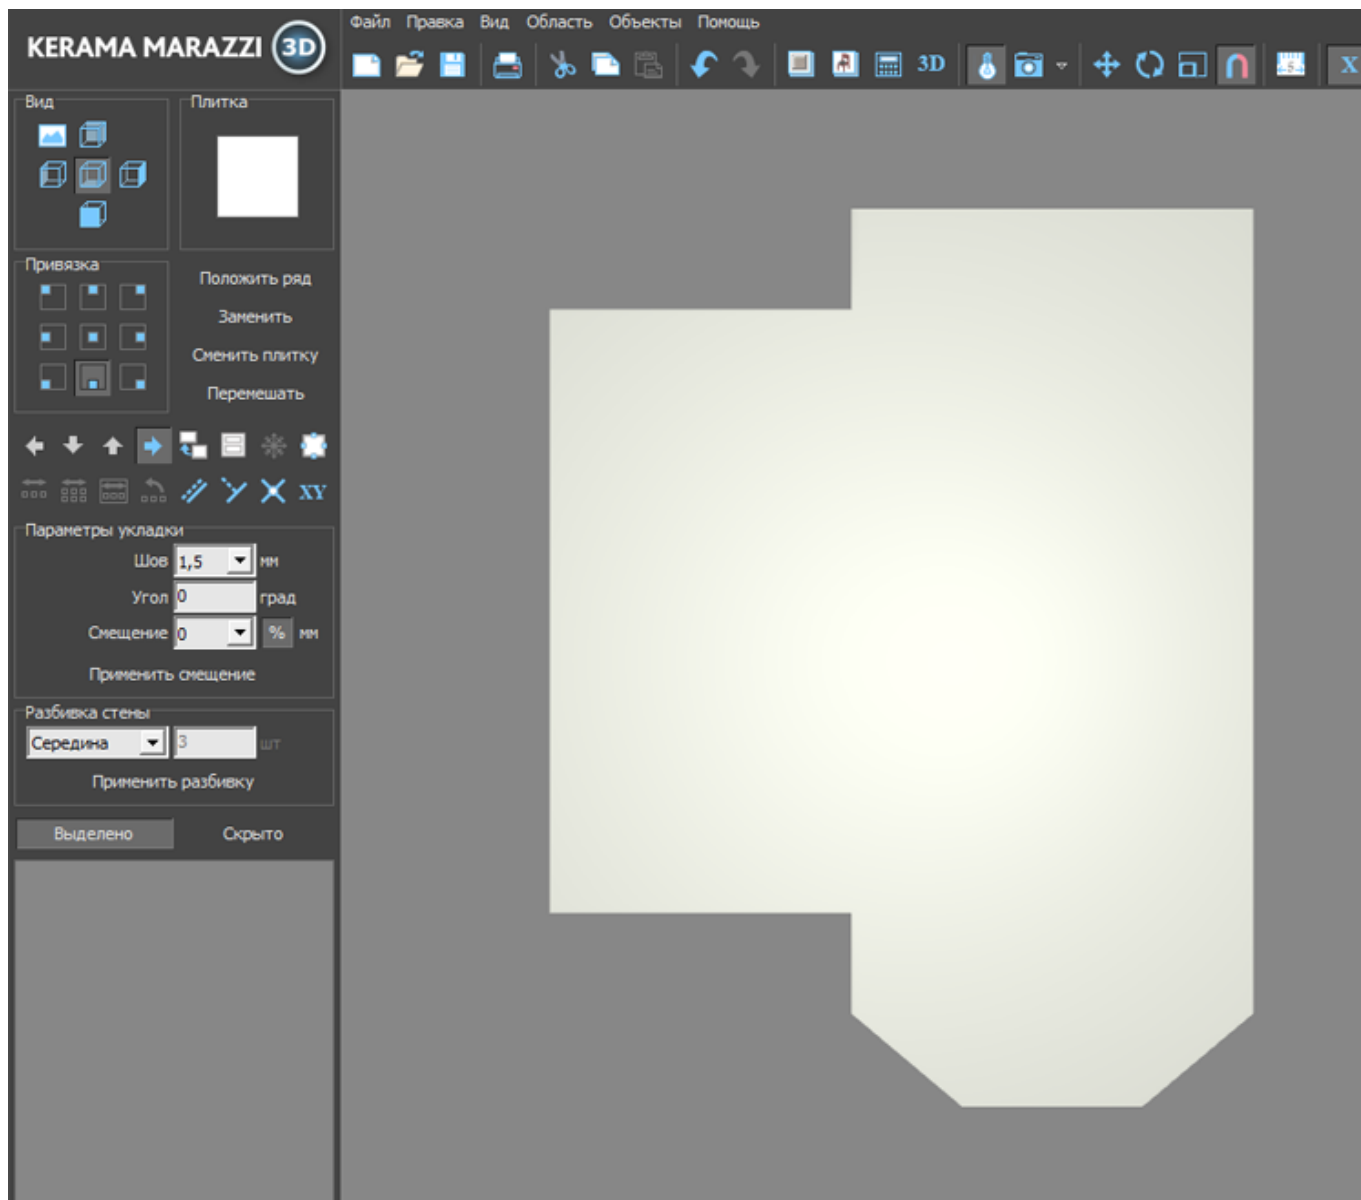 KERAMA MARAZZI 3D
Файл Правка Вид Область Объекты Помощь
3D
5
X
Вид
Плитка
Привязка
Положить ряд
Заменить
Сменить плитку
Перемешать
XY
Параметры укладки
Шов 1,5 мм
Угол 0 град
Смещение 0 % мм
Применить смещение
Разбивка стены
Середина 3 шт
Применить разбивку
Выделено Скрыто